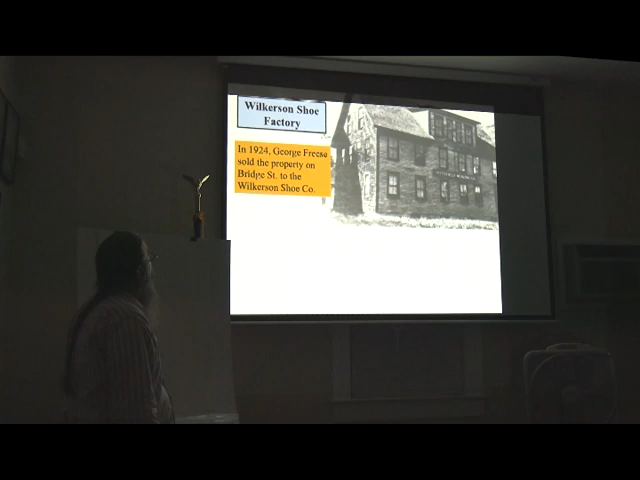 Wilkerson Shoe
Factory
In 1924, George Freese
sold the property on
Bridge St. to the
Wilkerson Shoe Co.